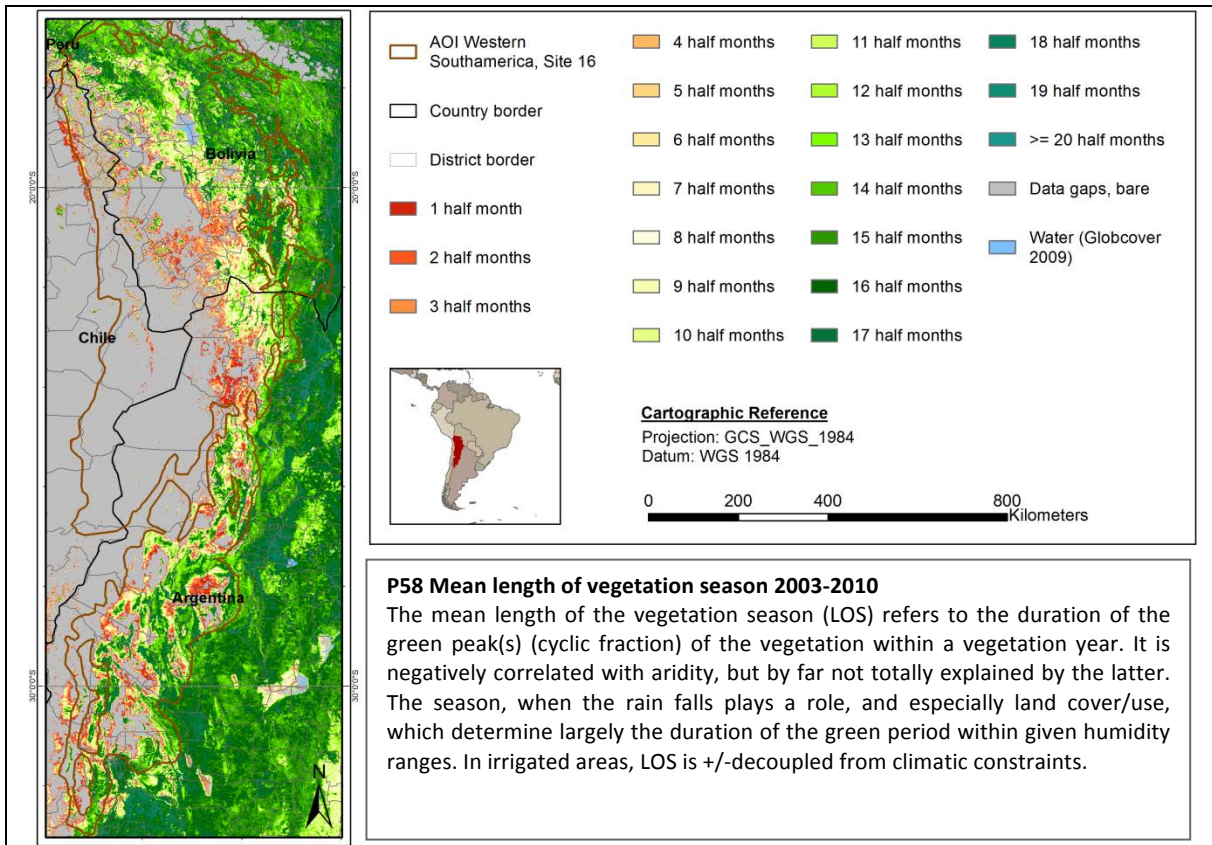 Peru
Bolivia
20°0'0"S
20°0'0"S
Chile
Argentina
30°0'0"S
30°0'0"S
N
AOI Western
Southamerica, Site 16
Country border
District border
1 half month
2 half months
3 half months
4 half months
5 half months
6 half months
7 half months
8 half months
9 half months
10 half months
11 half months
12 half months
13 half months
14 half months
15 half months
16 half months
17 half months
18 half months
19 half months
>= 20 half months
Data gaps, bare
Water (Globcover
2009)
Cartographic Reference
Projection: GCS_WGS_1984
Datum: WGS 1984
0 200 400 800
Kilometers
P58 Mean length of vegetation season 2003-2010
The mean length of the vegetation season (LOS) refers to the duration of the
green peak(s) (cyclic fraction) of the vegetation within a vegetation year. It is
negatively correlated with aridity, but by far not totally explained by the latter.
The season, when the rain falls plays a role, and especially land cover/use,
which determine largely the duration of the green period within given humidity
ranges. In irrigated areas, LOS is +/-decoupled from climatic constraints.